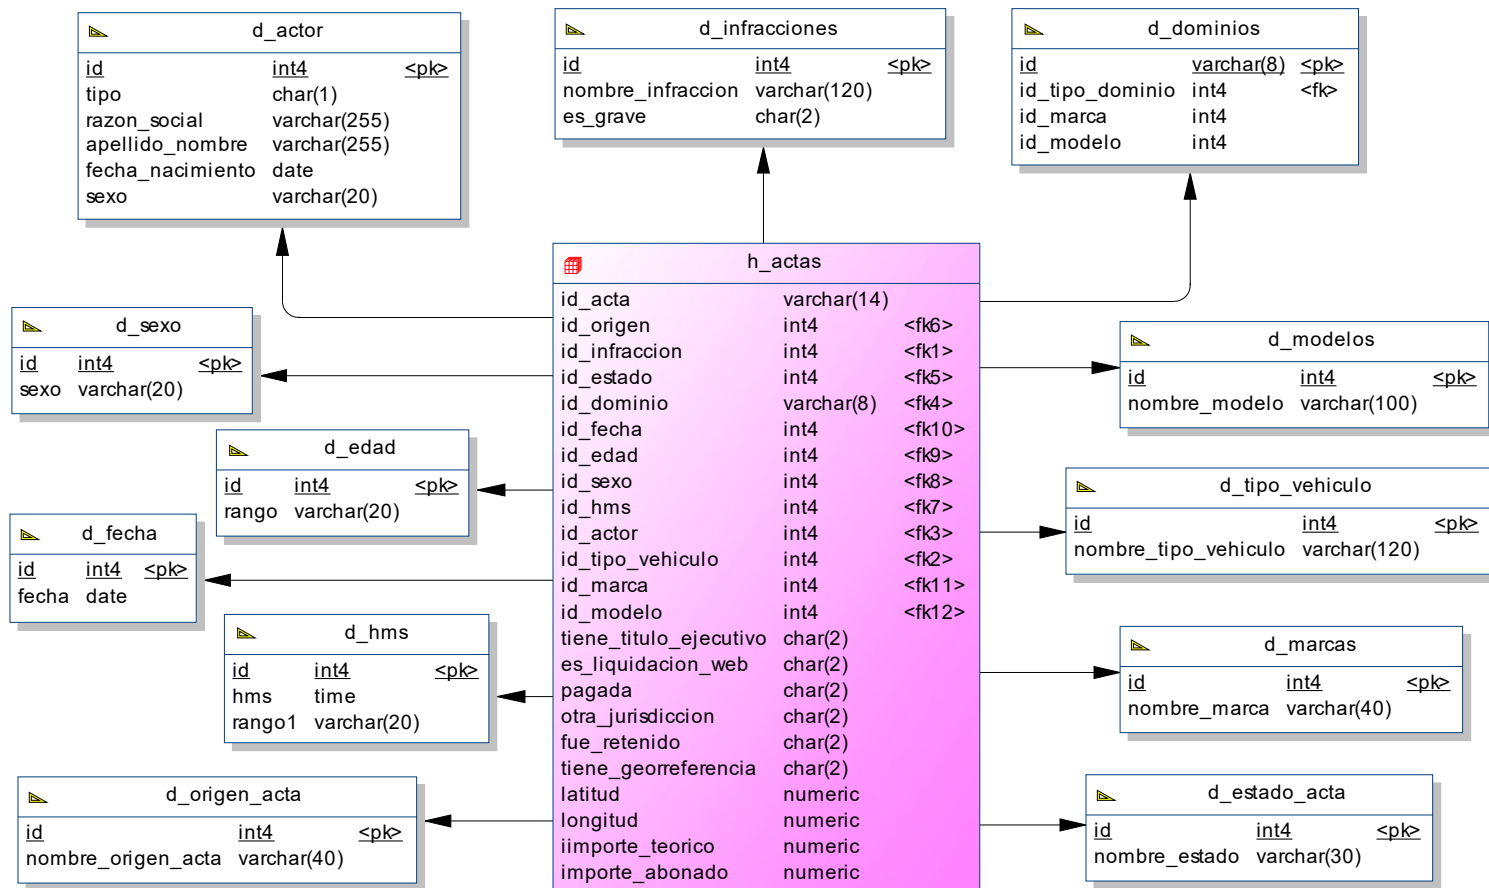 d_actor
id int4 <pk>
tipo char(1)
razon_social varchar(255)
apellido_nombre varchar(255)
fecha_nacimiento date
sexo varchar(20)
d_infracciones
id int4 <pk>
nombre_infraccion varchar(120)
es_grave char(2)
d_dominios
id varchar(8) <pk>
id_tipo_dominio int4 <fk>
id_marca int4
id_modelo int4
h_actas
id_acta varchar(14)
id_origen int4 <fk6>
id_infraccion int4 <fk1>
id_estado int4 <fk5>
id_dominio varchar(8) <fk4>
id_fecha int4 <fk10>
id_edad int4 <fk9>
id_sexo int4 <fk8>
id_hms int4 <fk7>
id_actor int4 <fk3>
id_tipo_vehiculo int4 <fk2>
id_marca int4 <fk11>
id_modelo int4 <fk12>
tiene_titulo_ejecutivo char(2)
es_liquidacion_web char(2)
pagada char(2)
otra_jurisdiccion char(2)
fue_retenido char(2)
tiene_georreferencia char(2)
latitud numeric
longitud numeric
iimporte_teorico numeric
importe_abonado numeric
d_sexo
id int4 <pk>
sexo varchar(20)
d_edad
id int4 <pk>
rango varchar(20)
d_fecha
id int4 <pk>
fecha date
d_hms
id int4 <pk>
hms time
rango1 varchar(20)
d_origen_acta
id int4 <pk>
nombre_origen_acta varchar(40)
d_modelos
id int4 <pk>
nombre_modelo varchar(100)
d_tipo_vehiculo
id int4 <pk>
nombre_tipo_vehiculo varchar(120)
d_marcas
id int4 <pk>
nombre_marca varchar(40)
d_estado_acta
id int4 <pk>
nombre_estado varchar(30)